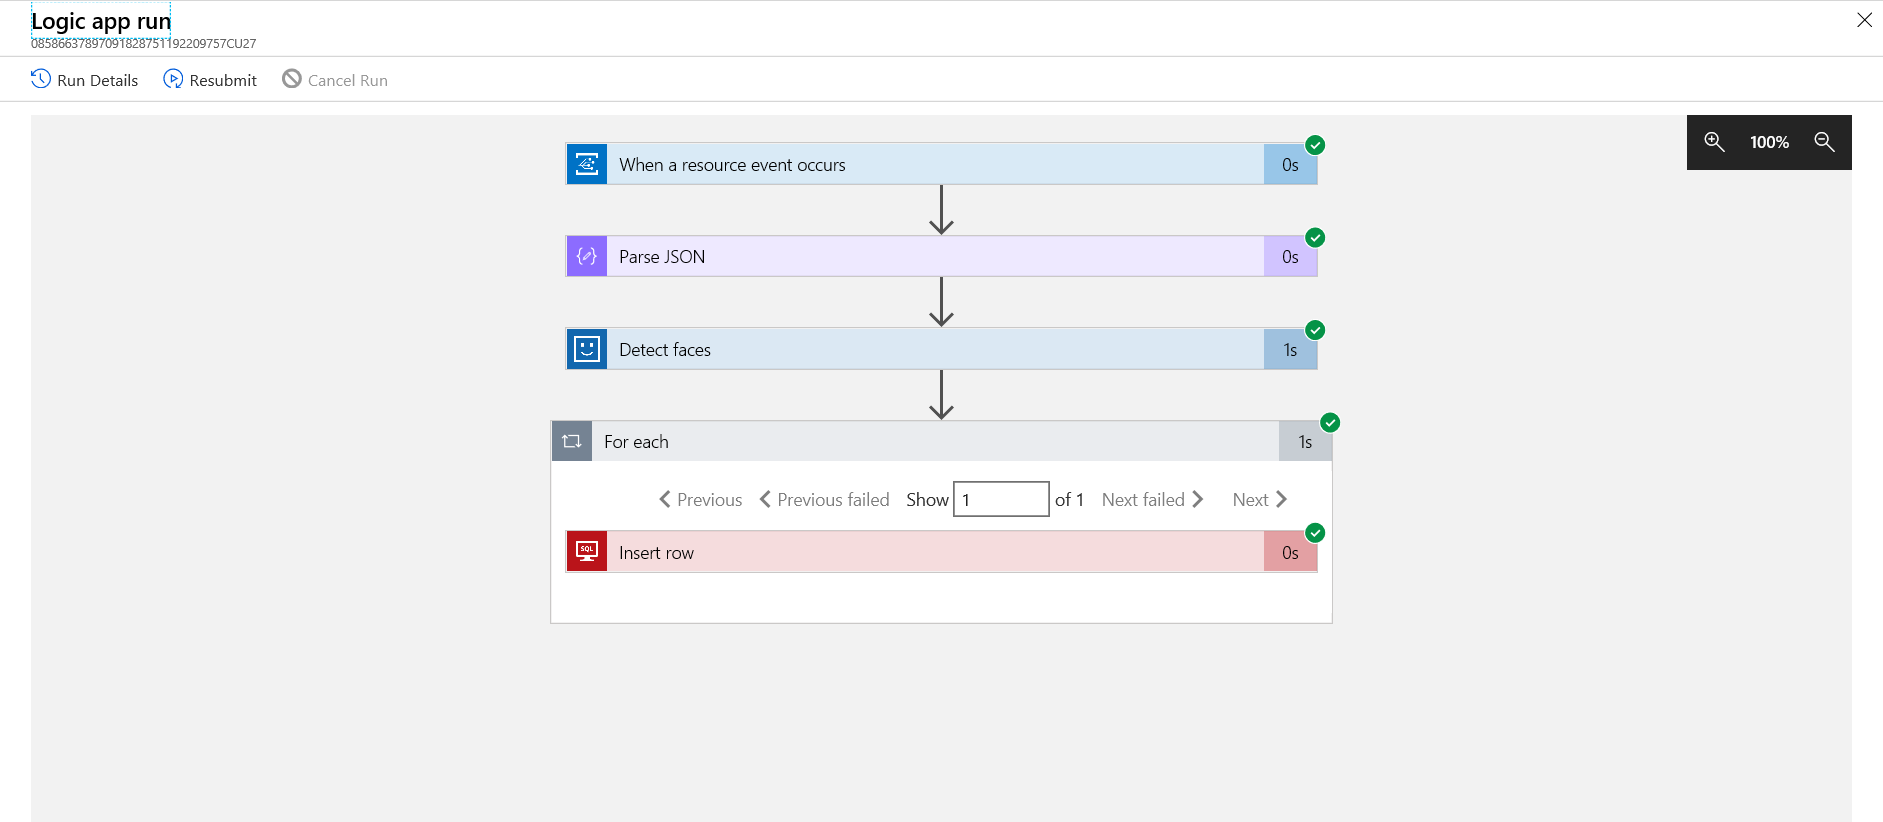 Logic app run
08586637897091828751192209757CU27
Run Details Resubmit Cancel Run
100%
When a resource event occurs 0s
Parse JSON 0s
Detect faces 1s
For each 1s
Previous Previous failed Show 1 of 1 Next failed Next
SQL Insert row 0s